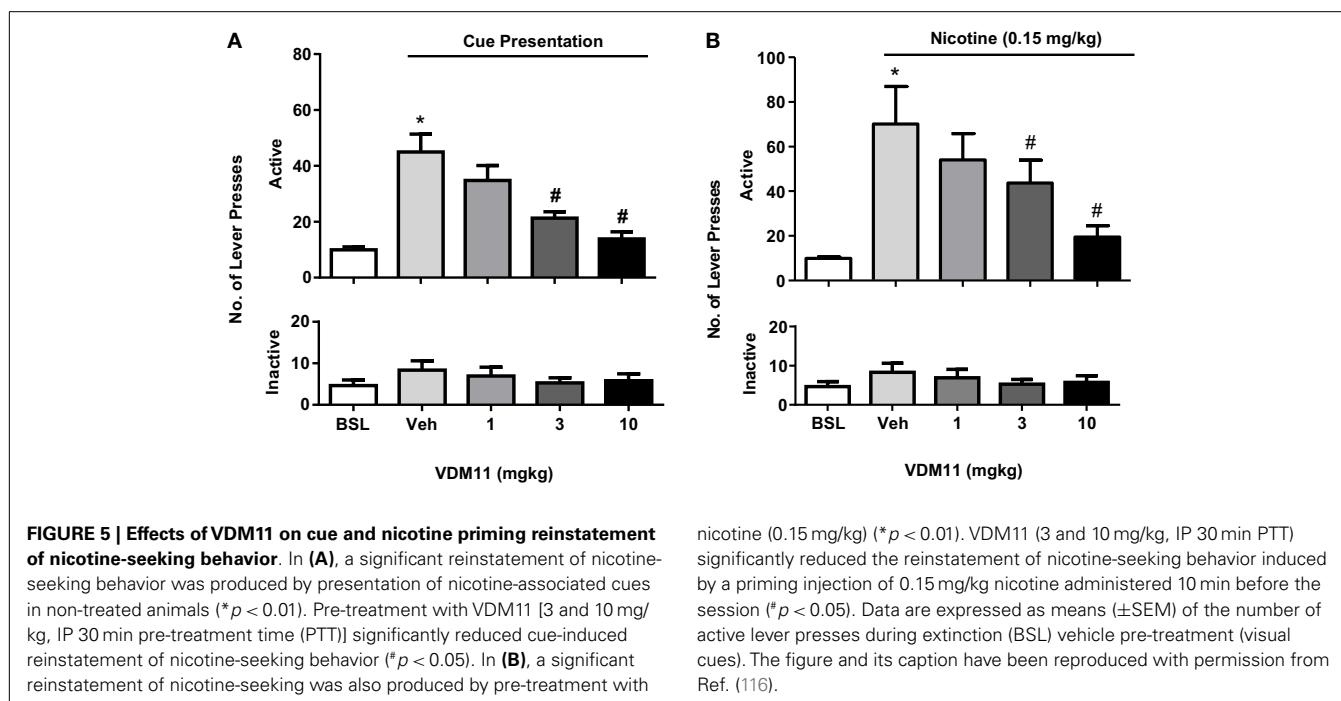 A
Cue Presentation
No. of Lever Presses
Active
80
60
40
20
0
*
#
#
Inactive
20
10
0
BSL
Veh
1
3
10
VDM11 (mgkg)
B
Nicotine (0.15 mg/kg)
No. of Lever Presses
Active
100
80
60
40
20
0
*
#
#
Inactive
20
10
0
BSL
Veh
1
3
10
VDM11 (mgkg)
FIGURE 5 | Effects of VDM11 on cue and nicotine priming reinstatement
of nicotine-seeking behavior. In (A), a significant reinstatement of nicotine-
seeking behavior was produced by presentation of nicotine-associated cues
in non-treated animals (*p < 0.01). Pre-treatment with VDM11 [3 and 10 mg/
kg, IP 30 min pre-treatment time (PTT)] significantly reduced cue-induced
reinstatement of nicotine-seeking behavior (#p < 0.05). In (B), a significant
reinstatement of nicotine-seeking was also produced by pre-treatment with
nicotine (0.15 mg/kg) (*p < 0.01). VDM11 (3 and 10 mg/kg, IP 30 min PTT)
significantly reduced the reinstatement of nicotine-seeking behavior induced
by a priming injection of 0.15 mg/kg nicotine administered 10 min before the
session (#p < 0.05). Data are expressed as means (±SEM) of the number of
active lever presses during extinction (BSL) vehicle pre-treatment (visual
cues). The figure and its caption have been reproduced with permission from
Ref. (116).